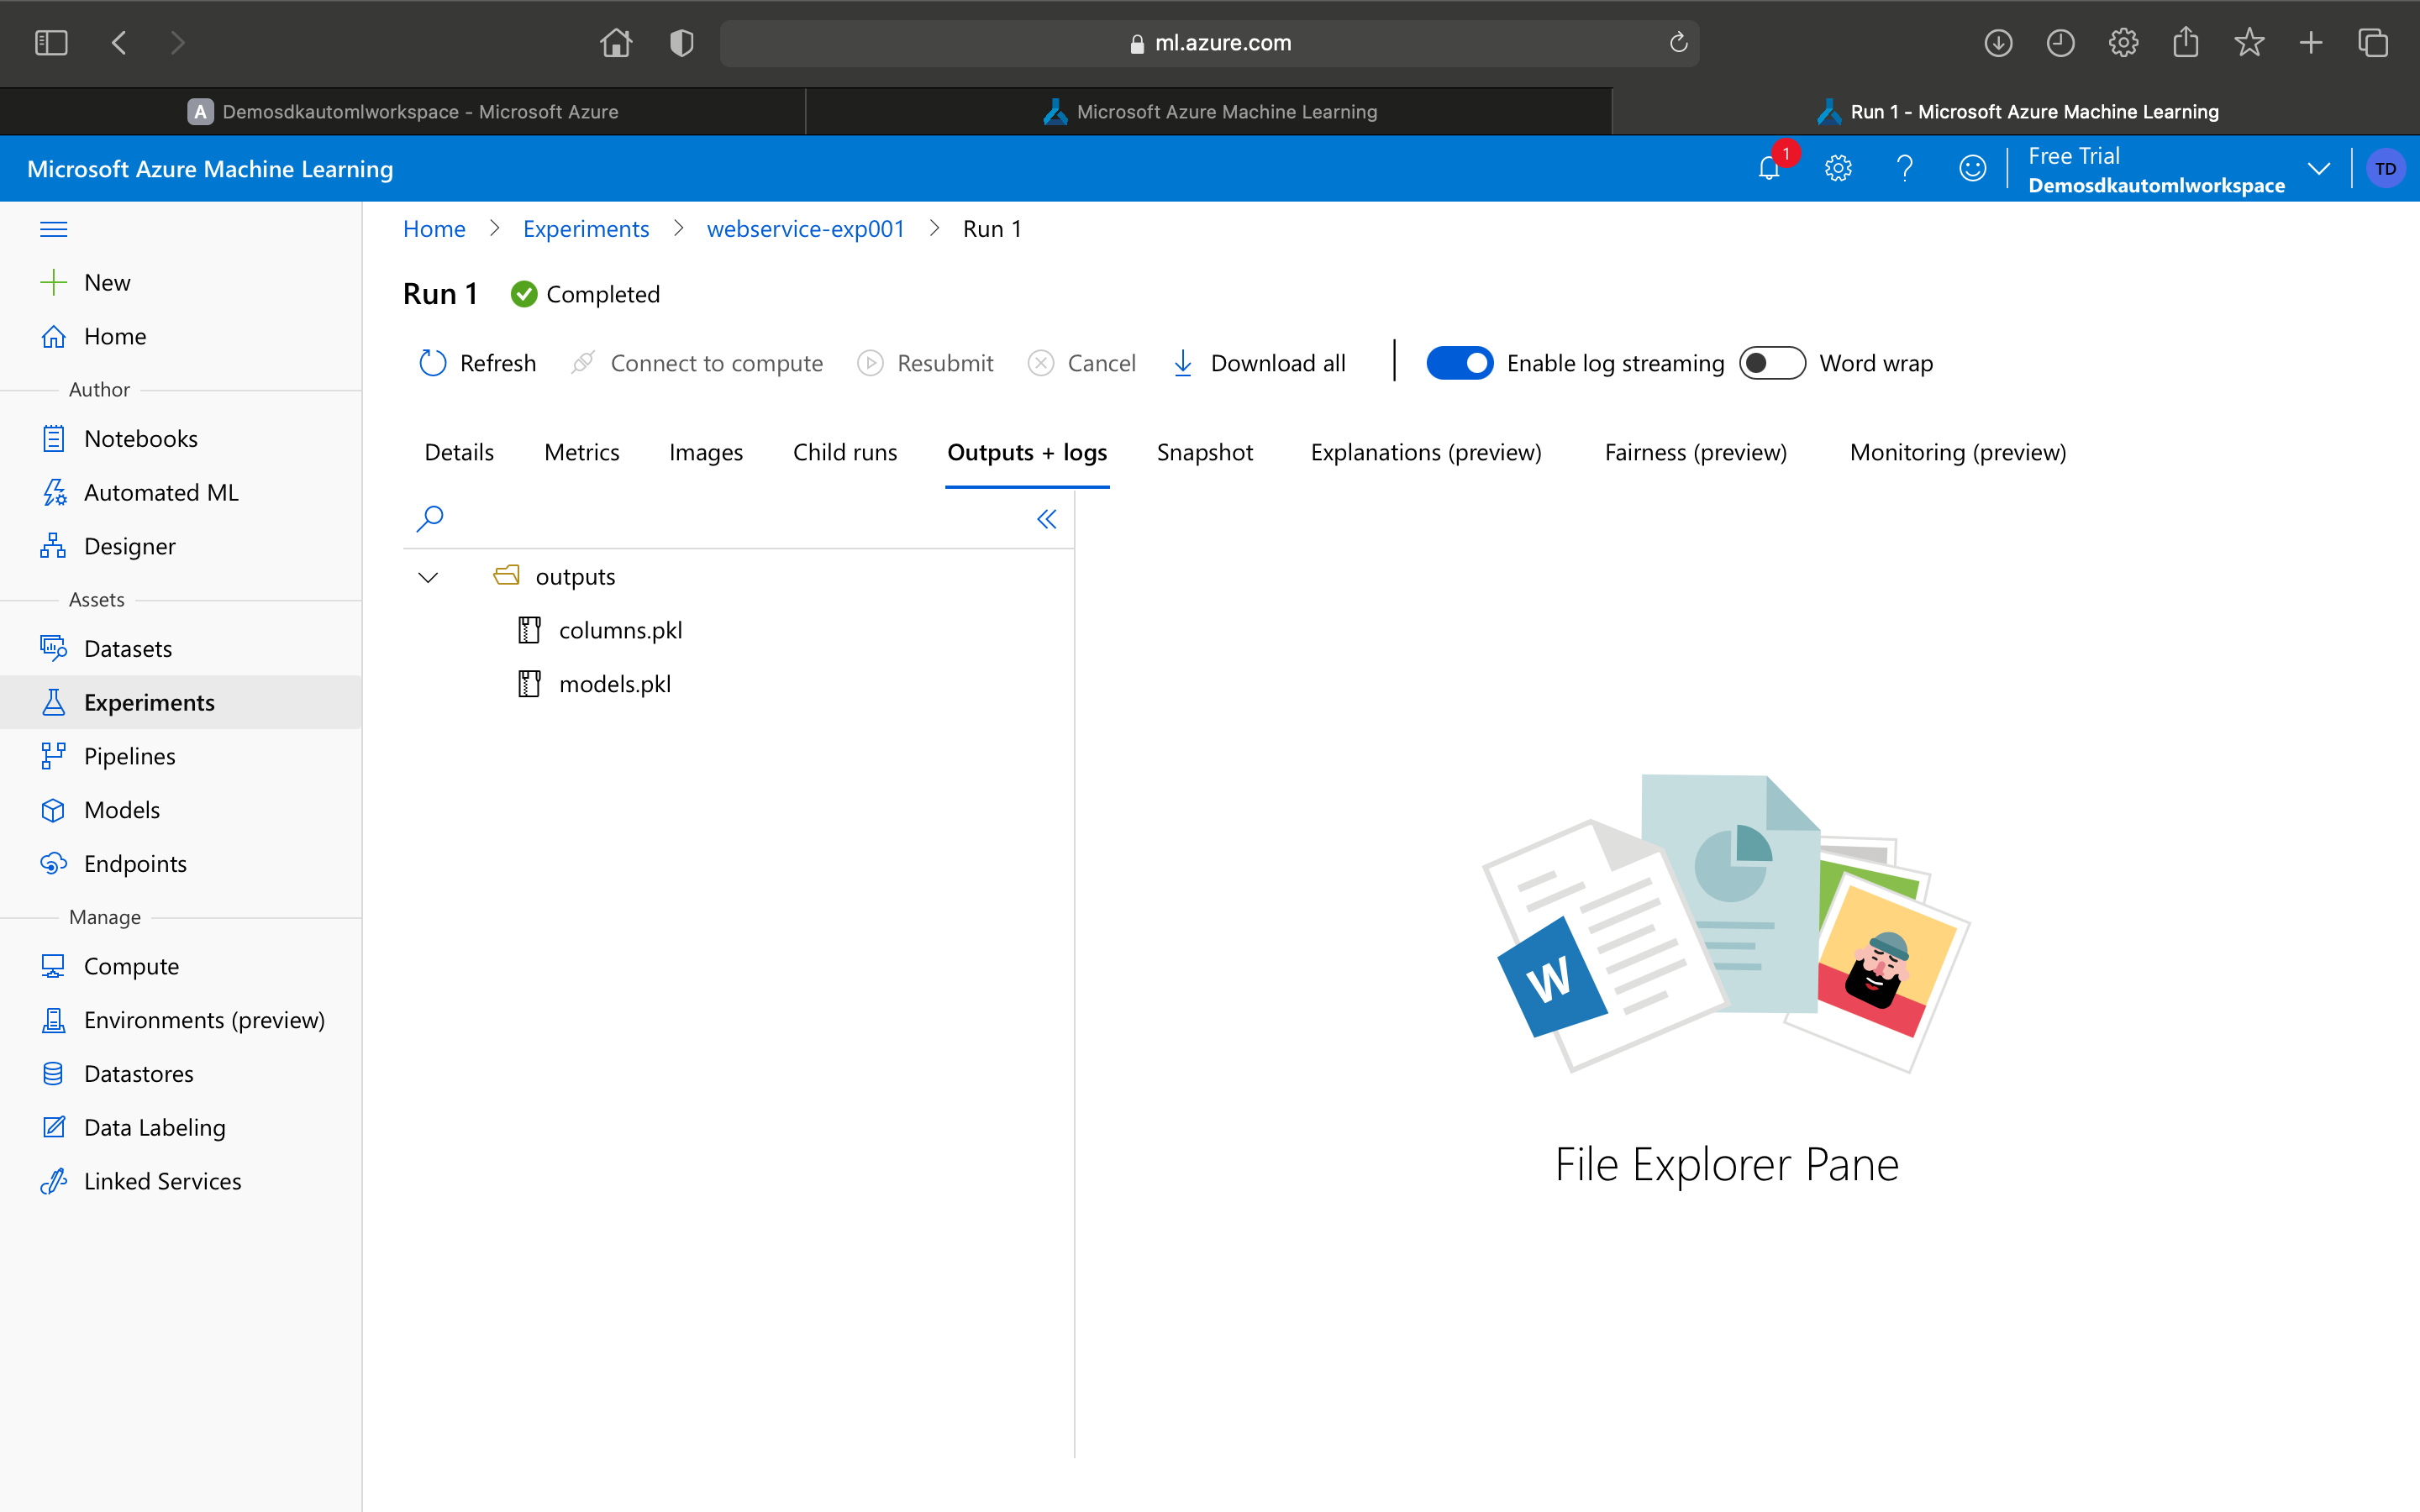 ml.azure.com
A Demosdkautomlworkspace - Microsoft Azure
Microsoft Azure Machine Learning
Run 1 - Microsoft Azure Machine Learning
Microsoft Azure Machine Learning
1
Free Trial
Demosdkautomlworkspace
TD
New
Home
Author
Notebooks
Automated ML
Designer
Assets
Datasets
Experiments
Pipelines
Models
Endpoints
Manage
Compute
Environments (preview)
Datastores
Data Labeling
Linked Services
Home > Experiments > webservice-exp001 > Run 1
Run 1 Completed
Refresh Connect to compute Resubmit Cancel Download all Enable log streaming Word wrap
Details Metrics Images Child runs Outputs + logs Snapshot Explanations (preview) Fairness (preview) Monitoring (preview)
outputs
columns.pkl
models.pkl
W
File Explorer Pane